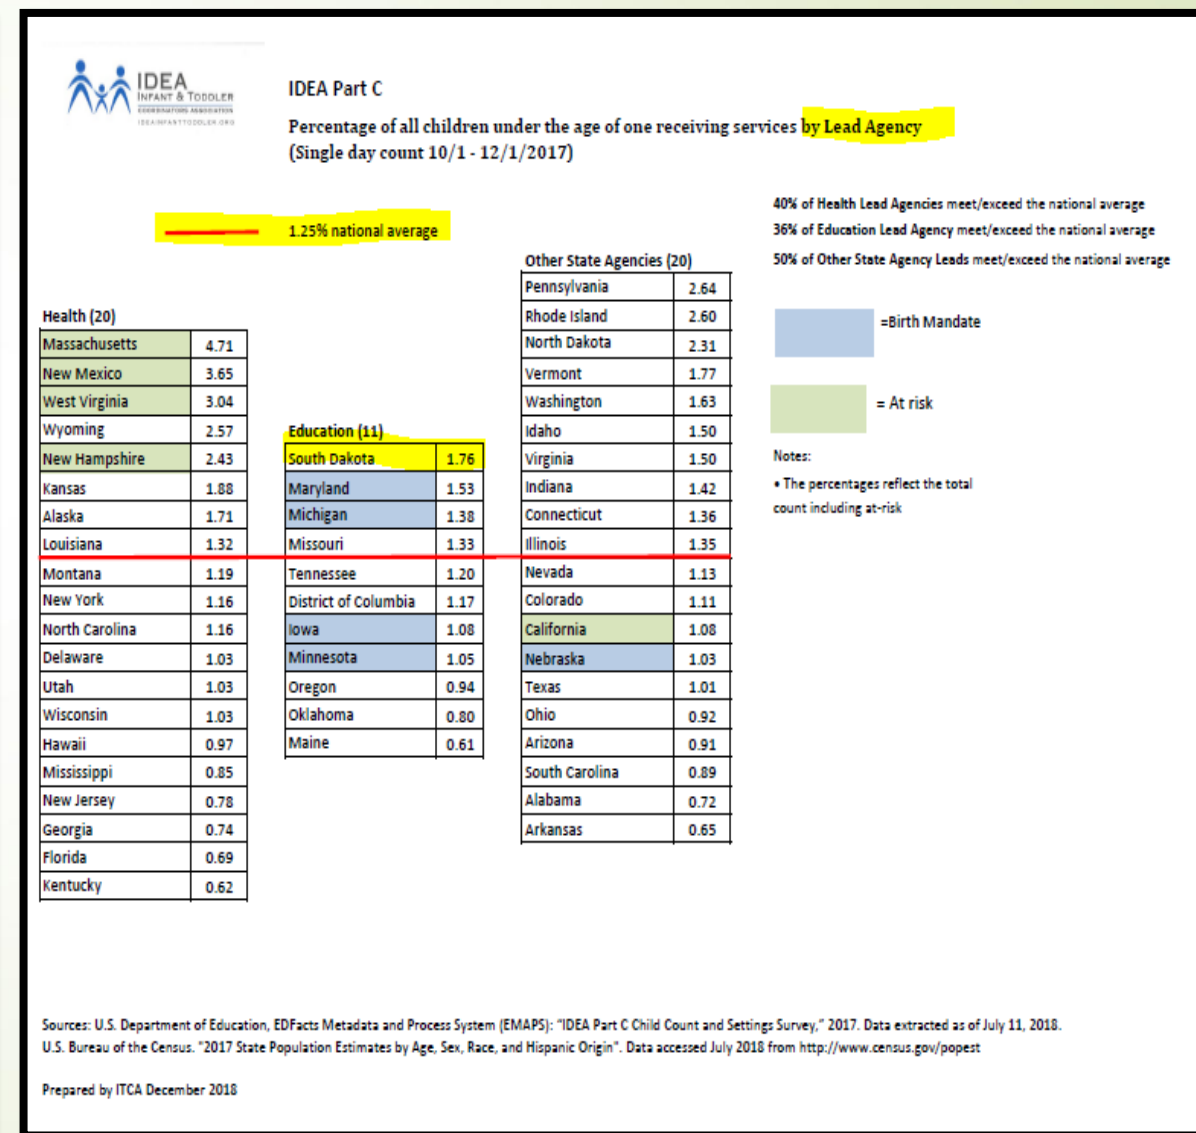 IDEA
INFANT & TODDLER
COORDINATORS ASSOCIATION
IDEAINFANTTODDLER.ORG
IDEA Part C
Percentage of all children under the age of one receiving services by Lead Agency
(Single day count 10/1 - 12/1/2017)
1.25% national average
40% of Health Lead Agencies meet/exceed the national average
36% of Education Lead Agency meet/exceed the national average
50% of Other State Agency Leads meet/exceed the national average
Health (20)
Massachusetts 4.71
New Mexico 3.65
West Virginia 3.04
Wyoming 2.57
New Hampshire 2.43
Kansas 1.88
Alaska 1.71
Louisiana 1.32
Montana 1.19
New York 1.16
North Carolina 1.16
Delaware 1.03
Utah 1.03
Wisconsin 1.03
Hawaii 0.97
Mississippi 0.85
New Jersey 0.78
Georgia 0.74
Florida 0.69
Kentucky 0.62
Education (11)
South Dakota 1.76
Maryland 1.53
Michigan 1.38
Missouri 1.33
Tennessee 1.20
District of Columbia 1.17
Iowa 1.08
Minnesota 1.05
Oregon 0.94
Oklahoma 0.80
Maine 0.61
Other State Agencies (20)
Pennsylvania 2.64
Rhode Island 2.60
North Dakota 2.31
Vermont 1.77
Washington 1.63
Idaho 1.50
Virginia 1.50
Indiana 1.42
Connecticut 1.36
Illinois 1.35
Nevada 1.13
Colorado 1.11
California 1.08
Nebraska 1.03
Texas 1.01
Ohio 0.92
Arizona 0.91
South Carolina 0.89
Alabama 0.72
Arkansas 0.65
=Birth Mandate
= At risk
Notes:
• The percentages reflect the total
count including at-risk
Sources: U.S. Department of Education, EDFacts Metadata and Process System (EMAPS): "IDEA Part C Child Count and Settings Survey," 2017. Data extracted as of July 11, 2018.
U.S. Bureau of the Census. "2017 State Population Estimates by Age, Sex, Race, and Hispanic Origin". Data accessed July 2018 from http://www.census.gov/popest
Prepared by ITCA December 2018